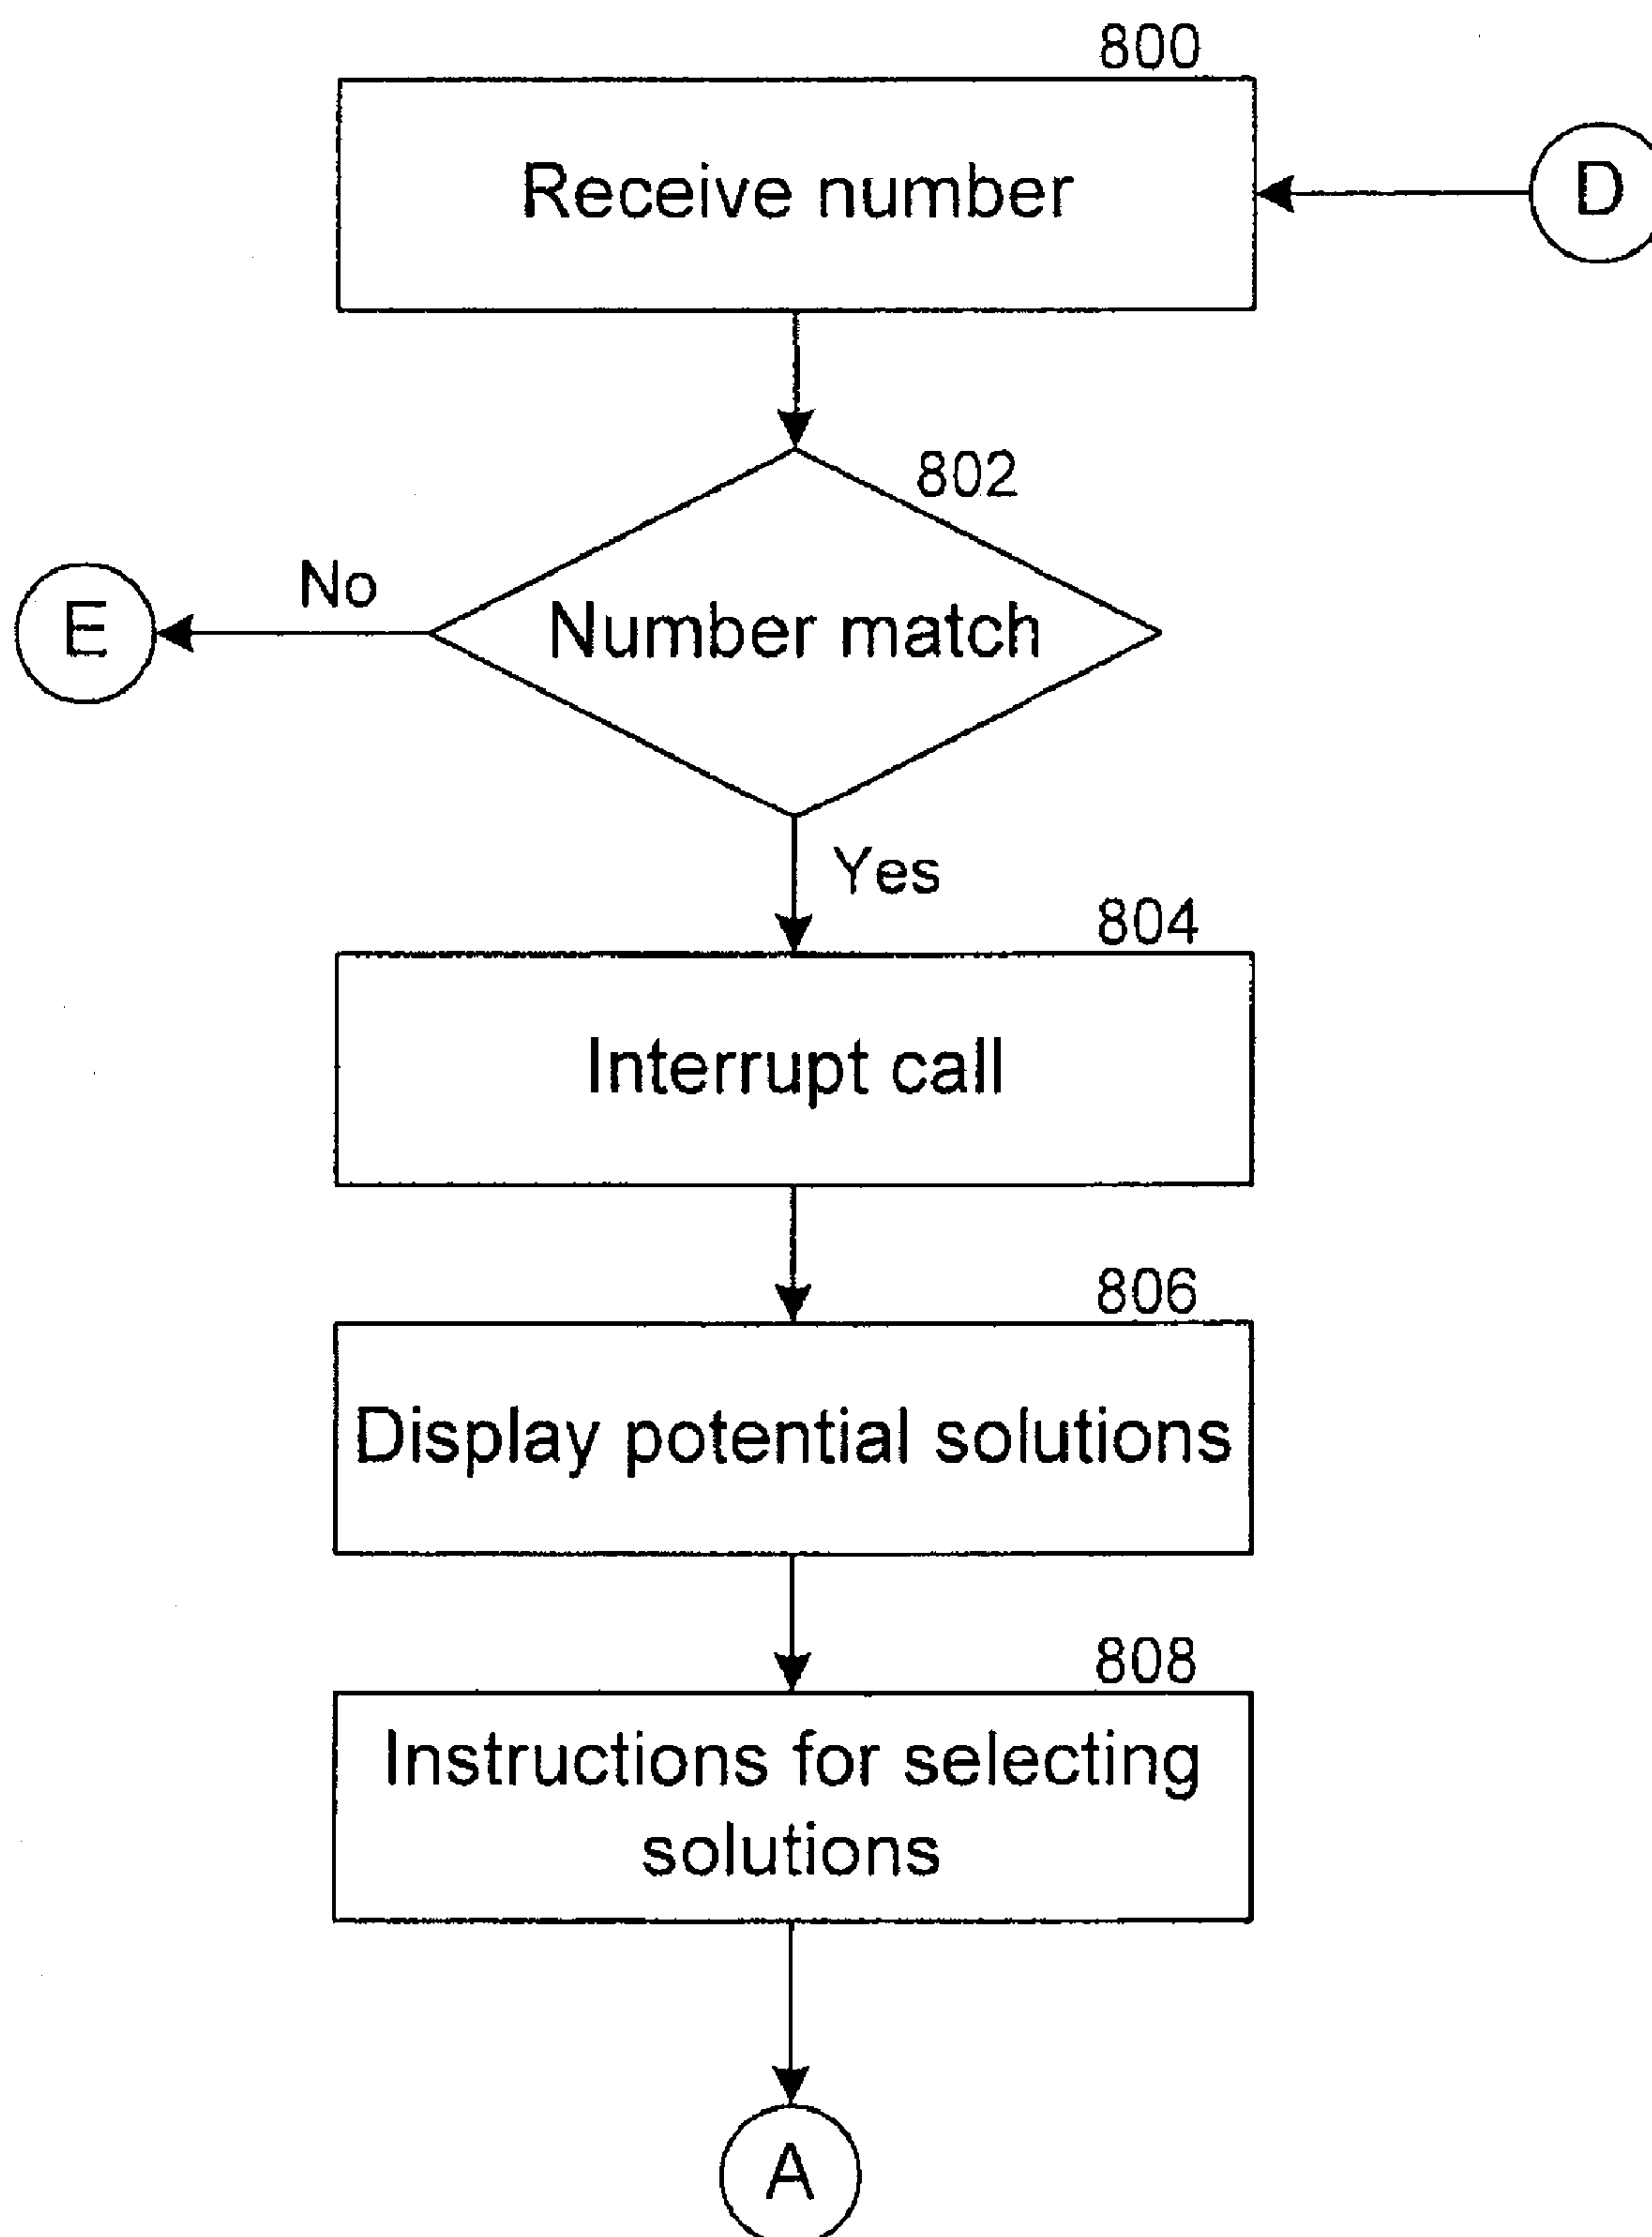 800
Receive number
D
802
No
E
Number match
Yes
804
Interrupt call
806
Display potential solutions
808
Instructions for selecting
solutions
A